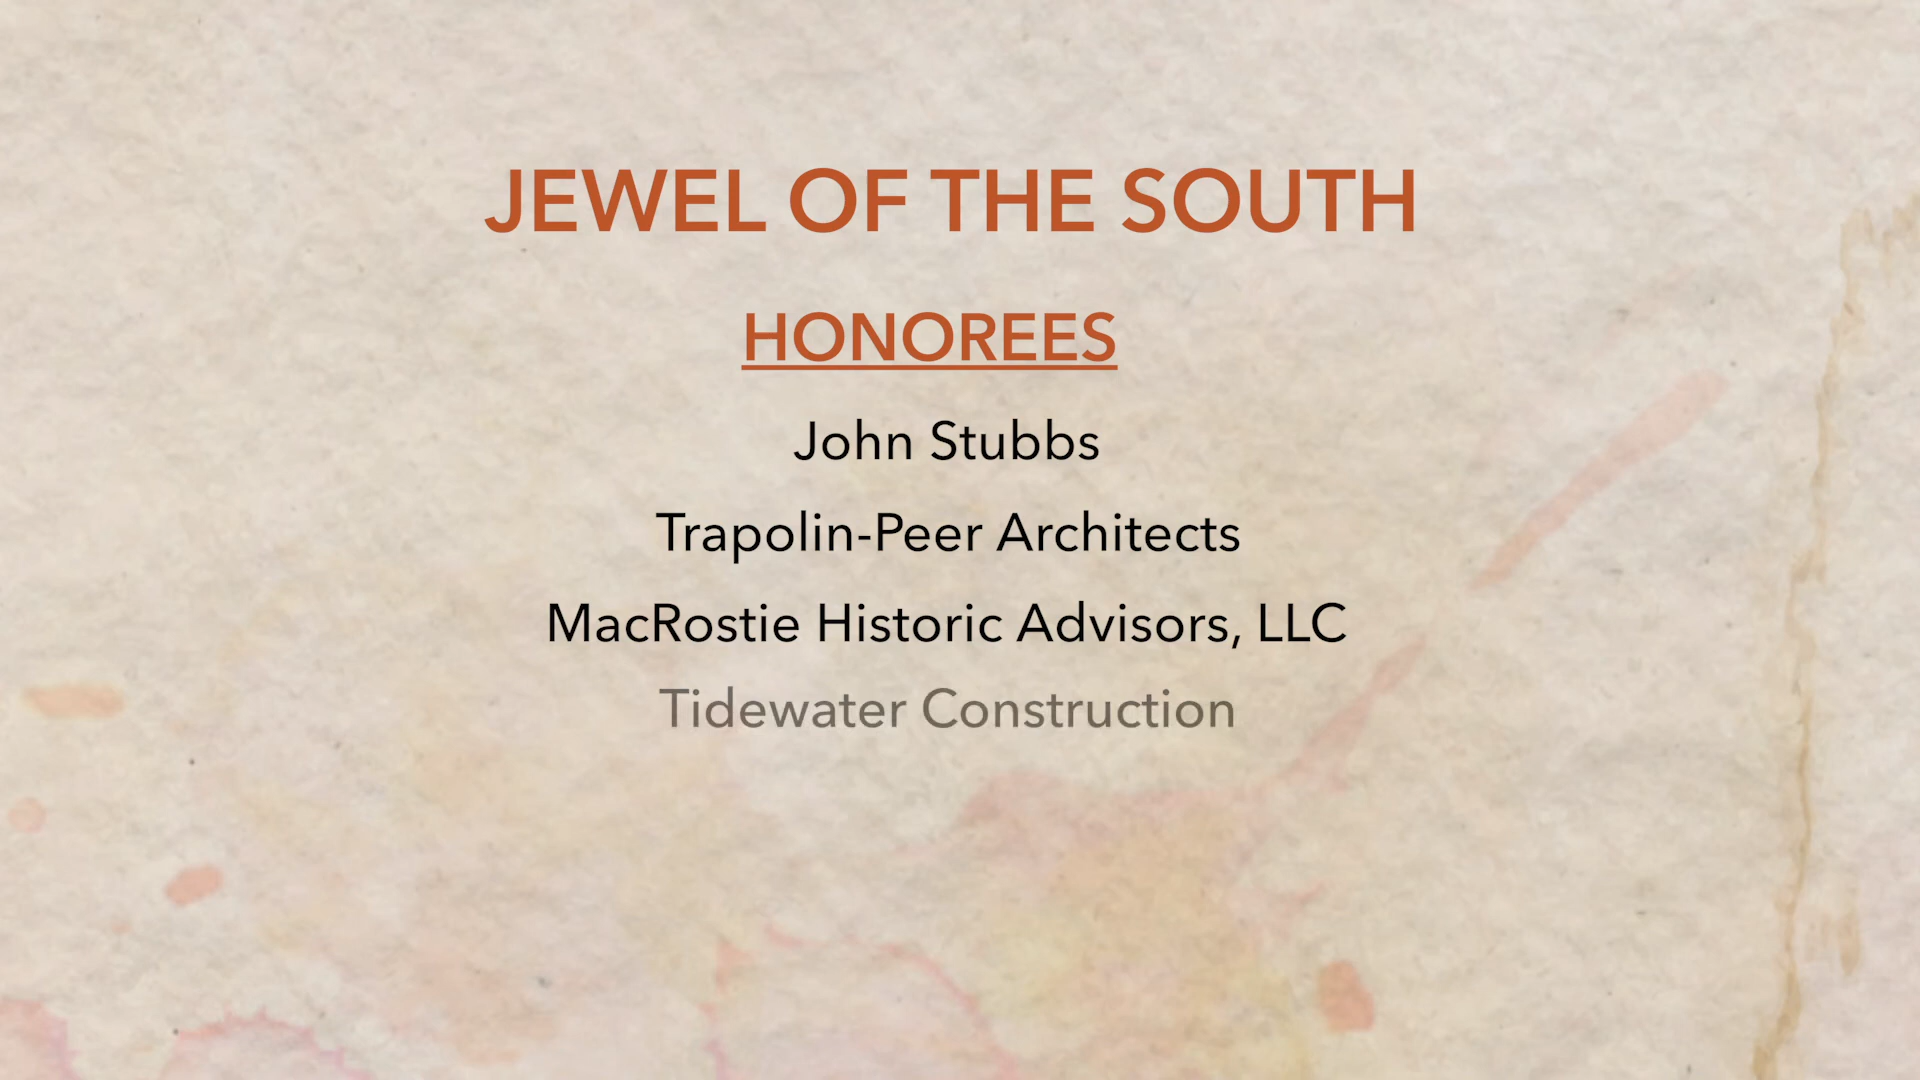 JEWEL OF THE SOUTH
HONOREES
John Stubbs
Trapolin-Peer Architects
MacRostie Historic Advisors, LLC
Tidewater Construction